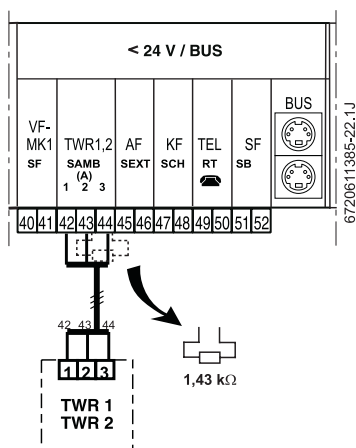 < 24 V / BUS
VF-
MK1
SF
TWR1,2
SAMB
(A)
1 2 3
AF
SEXT
KF
SCH
TEL
RT
SF
SB
BUS
40 41 42 43 44 45 46 47 48 49 50 51 52
42 43 44
1 2 3
TWR 1
TWR 2
1,43 kΩ
6720611385-22.1J